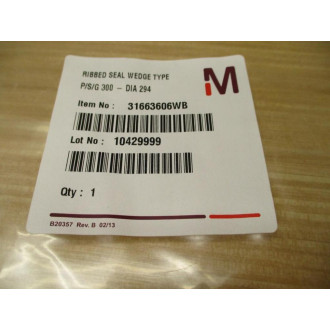 RIBBED SEAL WEDGE TYPE
P/S/G 300 - DIA 294
M
Item No : 31663606WB
Lot No : 10429999
Qty : 1
B20357 Rev. B 02/13